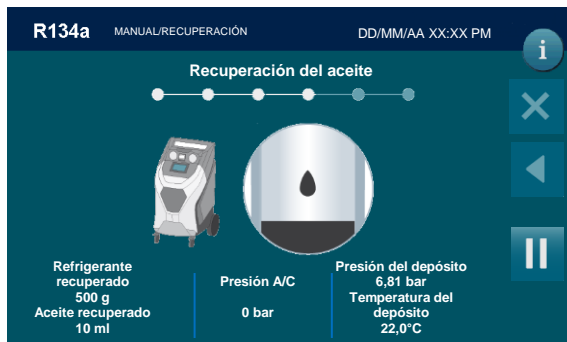 R134a MANUAL/RECUPERACIÓN DD/MM/AA XX:XX PM
i
Recuperación del aceite
Refrigerante
recuperado
500 g
Aceite recuperado
10 ml
Presión A/C
0 bar
Presión del depósito
6,81 bar
Temperatura del
depósito
22,0°C